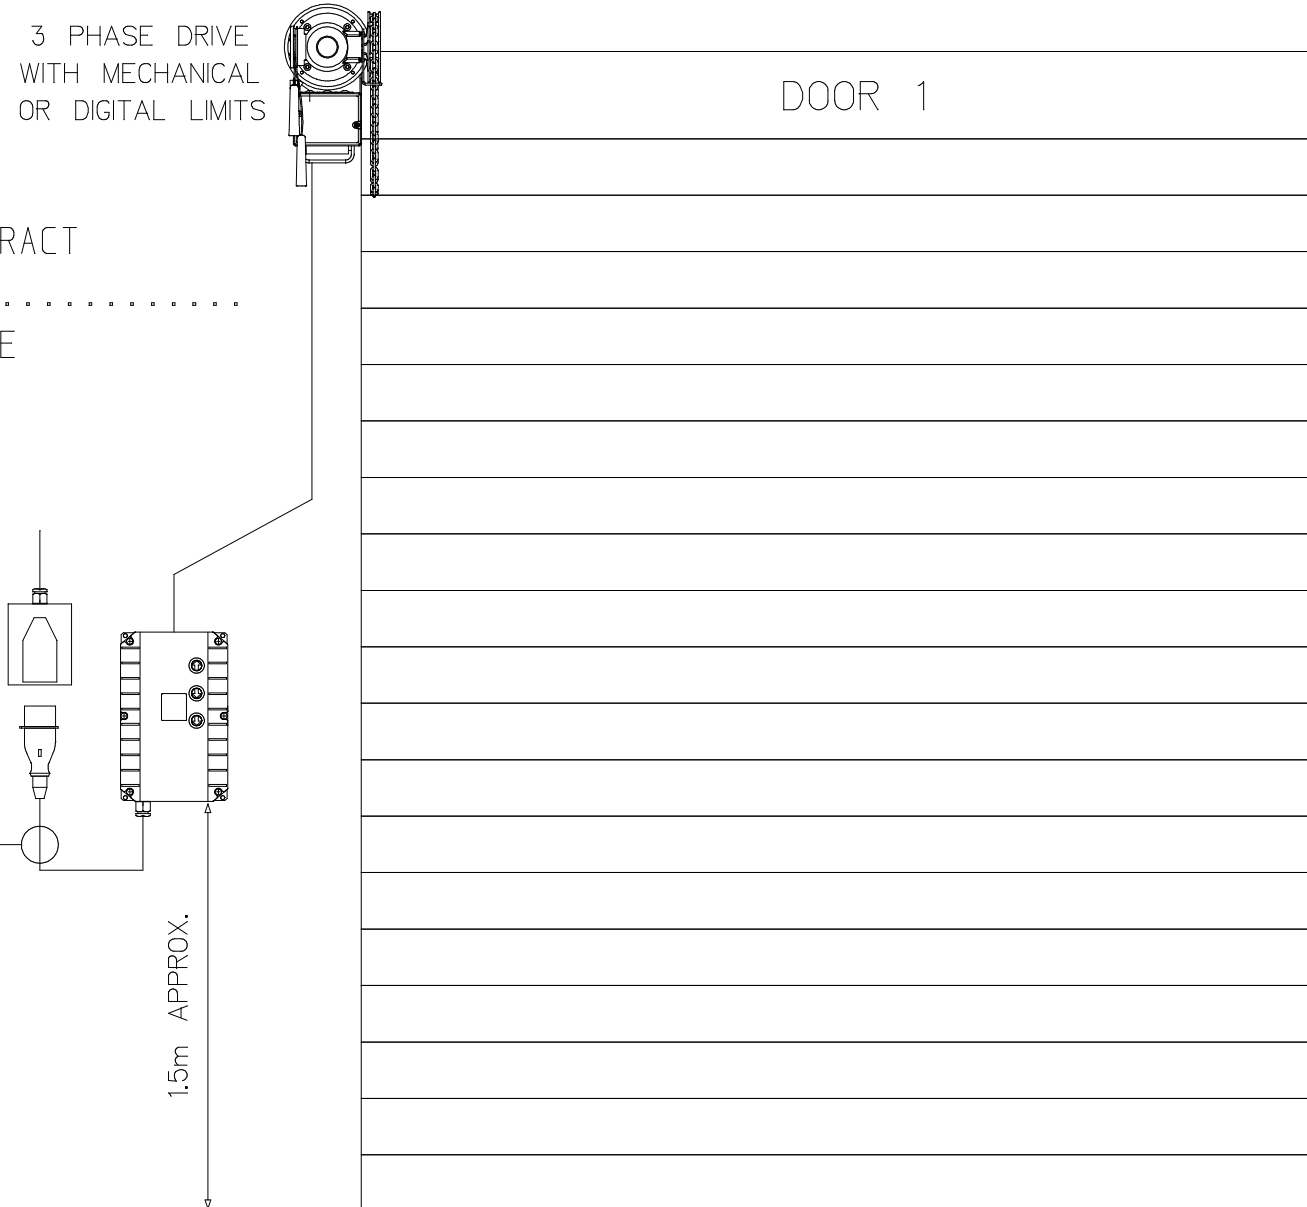 3 PHASE DRIVE
WITH MECHANICAL
OR DIGITAL LIMITS
DOOR 1
RACT
E
1.5m APPROX.